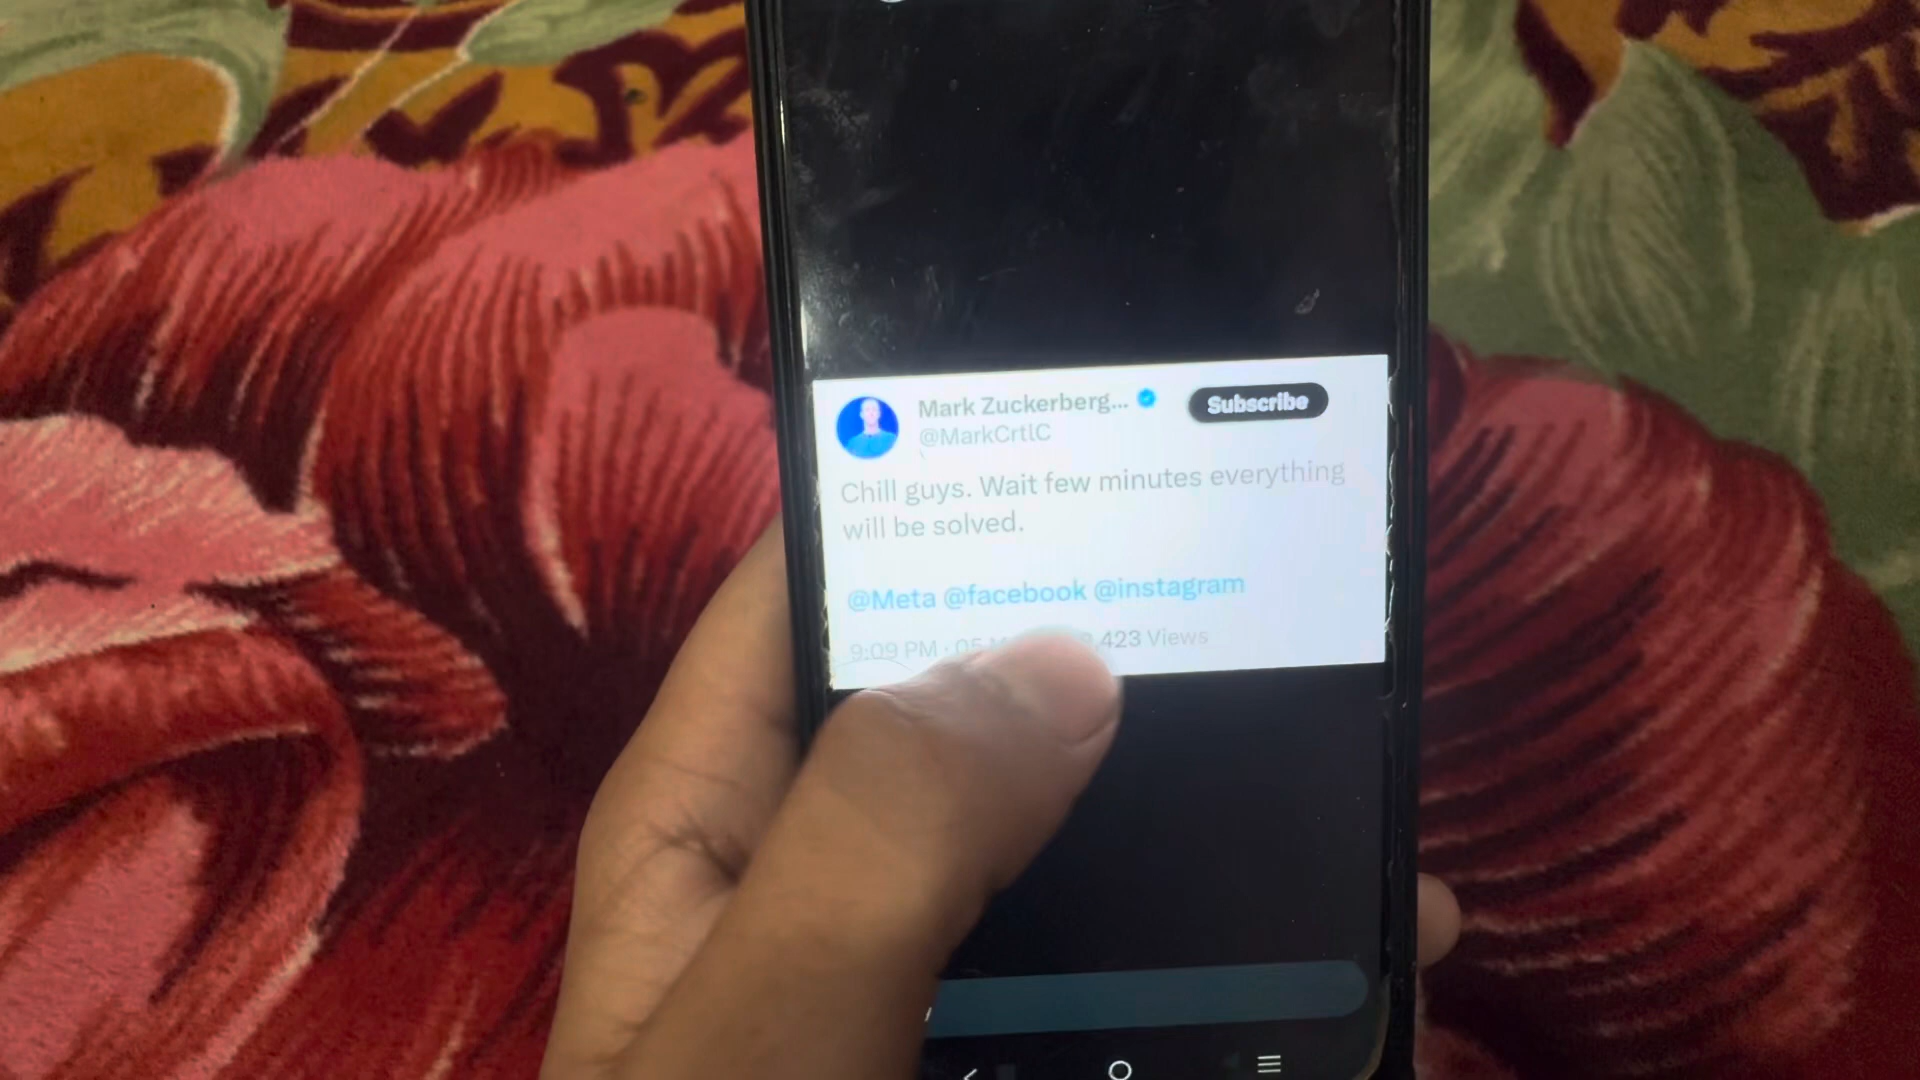 Mark Zuckerberg...
Subscribe
@MarkCrtlC
Chill guys. Wait few minutes everything
will be solved.
@Meta @facebook @instagram
9:09 PM · 05 423 Views